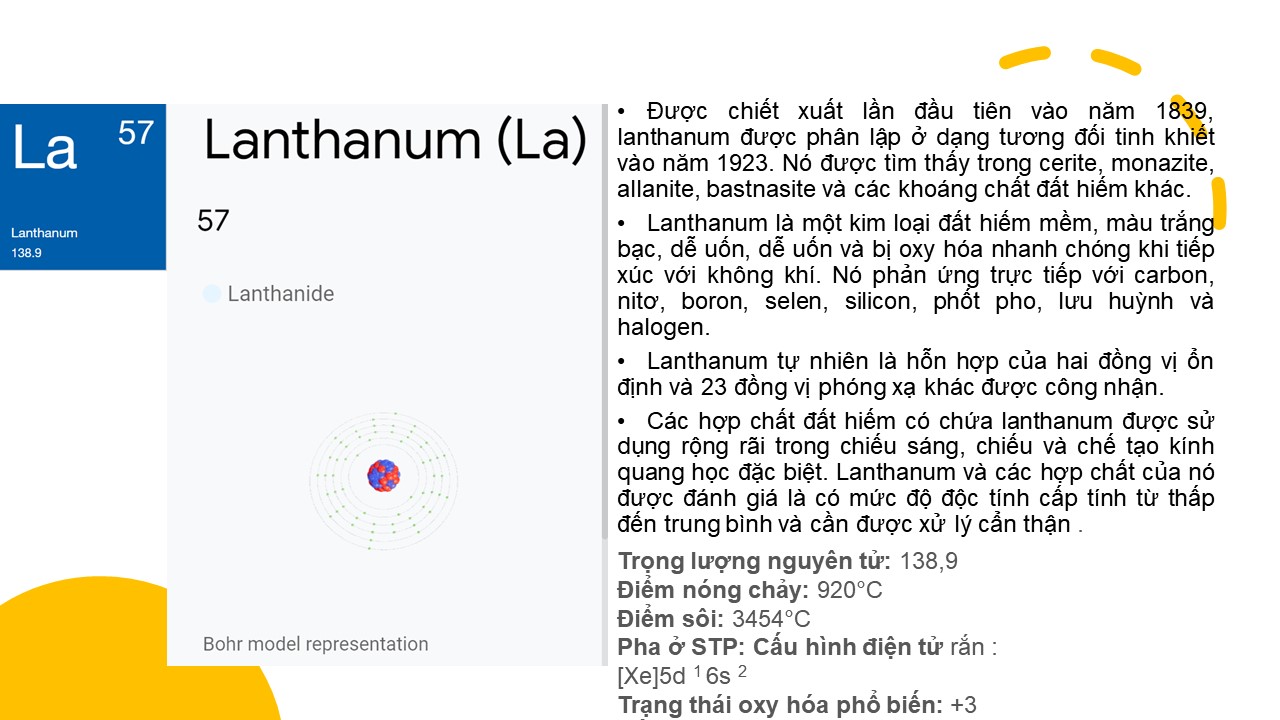 La
57
Lanthanum
138.9
Lanthanum (La)
57
Lanthanide
Bohr model representation
• Được chiết xuất lần đầu tiên vào năm 1839,
lanthanum được phân lập ở dạng tương đối tinh khiết
vào năm 1923. Nó được tìm thấy trong cerite, monazite,
allanite, bastnasite và các khoáng chất đất hiếm khác.
• Lanthanum là một kim loại đất hiếm mềm, màu trắng
bạc, dễ uốn, dễ uốn và bị oxy hóa nhanh chóng khi tiếp
xúc với không khí. Nó phản ứng trực tiếp với carbon,
nitơ, boron, selen, silicon, phốt pho, lưu huỳnh và
halogen.
• Lanthanum tự nhiên là hỗn hợp của hai đồng vị ổn
định và 23 đồng vị phóng xạ khác được công nhận.
• Các hợp chất đất hiếm có chứa lanthanum được sử
dụng rộng rãi trong chiếu sáng, chiếu và chế tạo kính
quang học đặc biệt. Lanthanum và các hợp chất của nó
được đánh giá là có mức độ độc tính cấp tính từ thấp
đến trung bình và cần được xử lý cẩn thận .
Trọng lượng nguyên tử: 138,9
Điểm nóng chảy: 920°C
Điểm sôi: 3454°C
Pha ở STP: Cấu hình điện tử rắn :
[Xe]5d ¹ 6s ²
Trạng thái oxy hóa phổ biến: +3